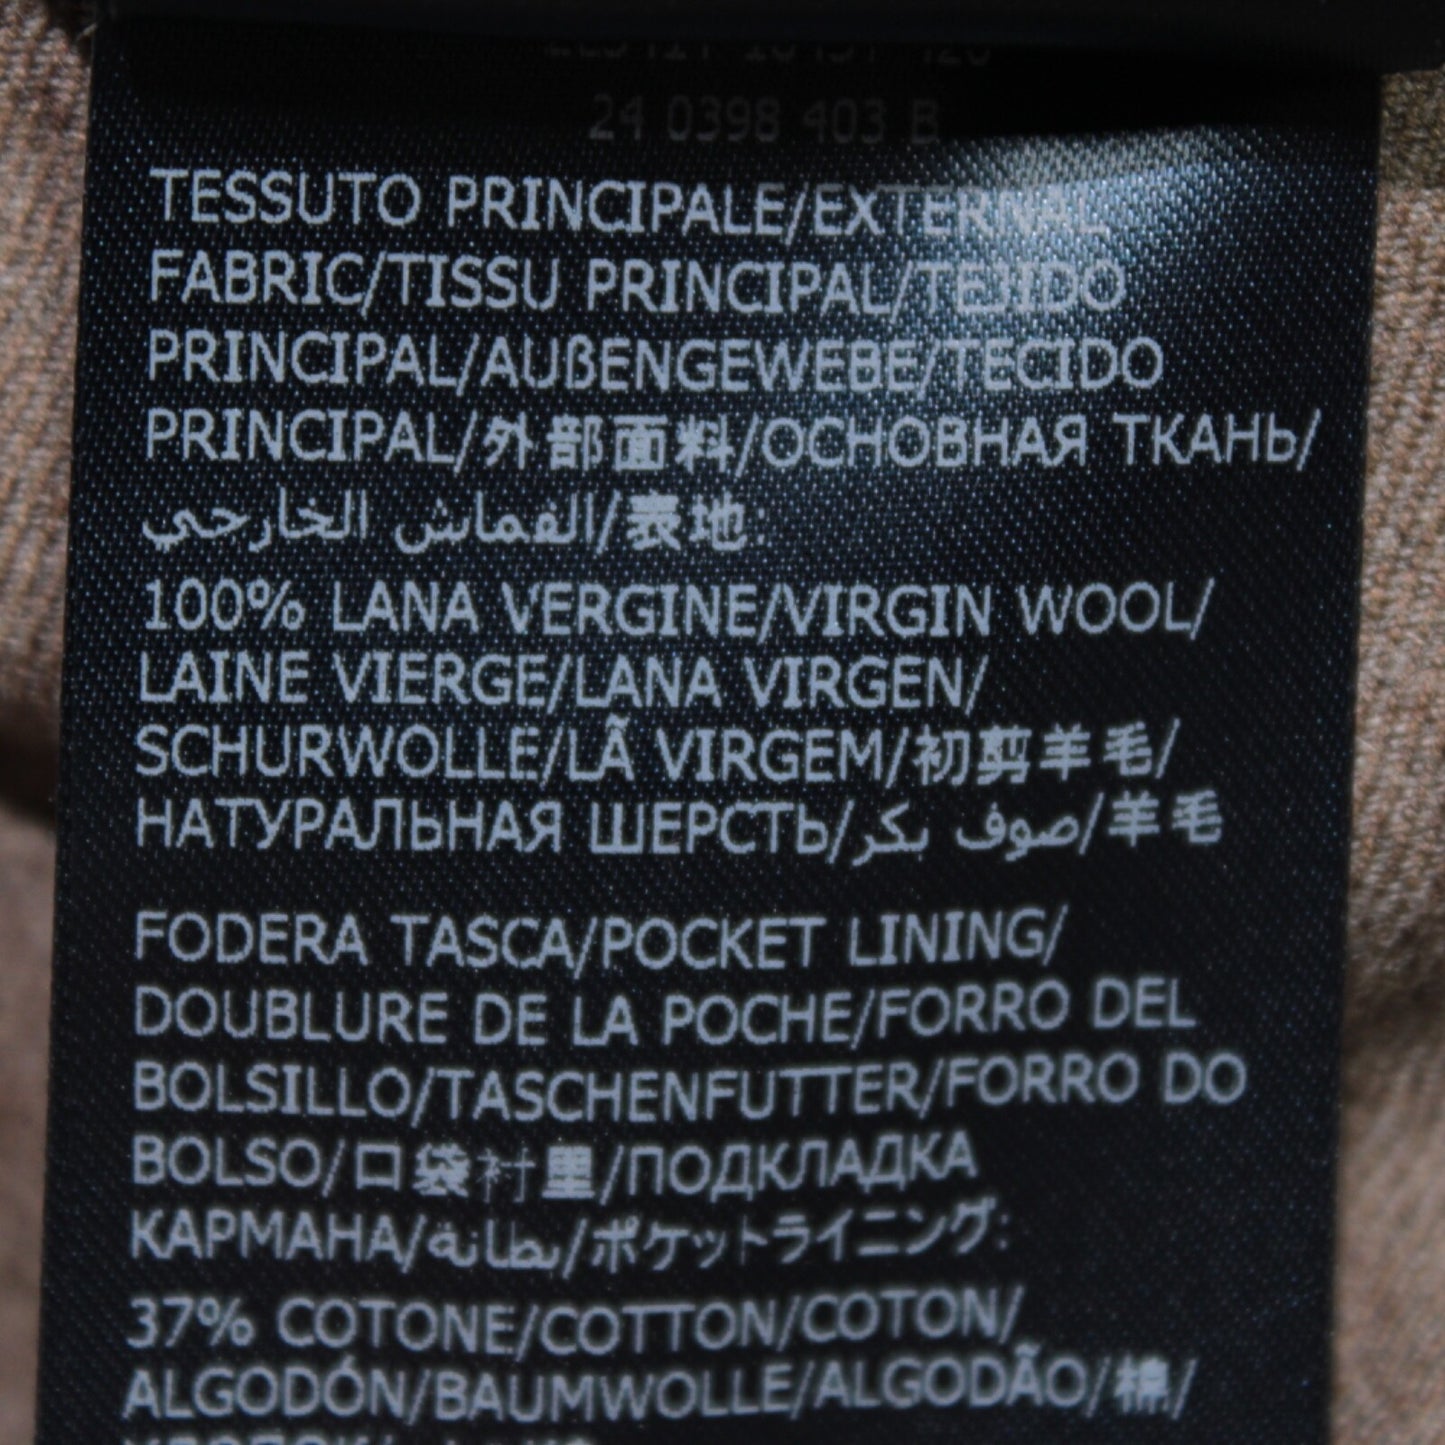 24 0398 403 B
TESSUTO PRINCIPALE/EXTERNAL
FABRIC/TISSU PRINCIPAL/TEJIDO
PRINCIPAL/AUßENGEWEBE/TECIDO
PRINCIPAL/外部面料/ОСНОВНАЯ ТКАНЬ/
القماش الخارجي/表地:
100% LANA VERGINE/VIRGIN WOOL/
LAINE VIERGE/LANA VIRGEN/
SCHURWOLLE/LÃ VIRGEM/初剪羊毛/
НАТУРАЛЬНАЯ ШЕРСТЬ/صوف بكر/羊毛
FODERA TASCA/POCKET LINING/
DOUBLURE DE LA POCHE/FORRO DEL
BOLSILLO/TASCHENFUTTER/FORRO DO
BOLSO/口袋衬里/ПОДКЛАДКА
КАРМАНА/بطانة/ポケットライニング:
37% COTONE/COTTON/COTON/
ALGODÓN/BAUMWOLLE/ALGODÃO/棉/